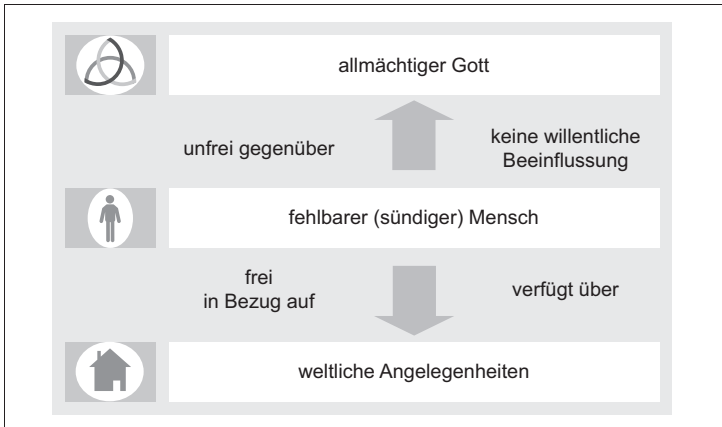 allmächtiger Gott
unfrei gegenüber
keine willentliche
Beeinflussung
fehlbarer (sündiger) Mensch
frei
in Bezug auf
verfügt über
weltliche Angelegenheiten